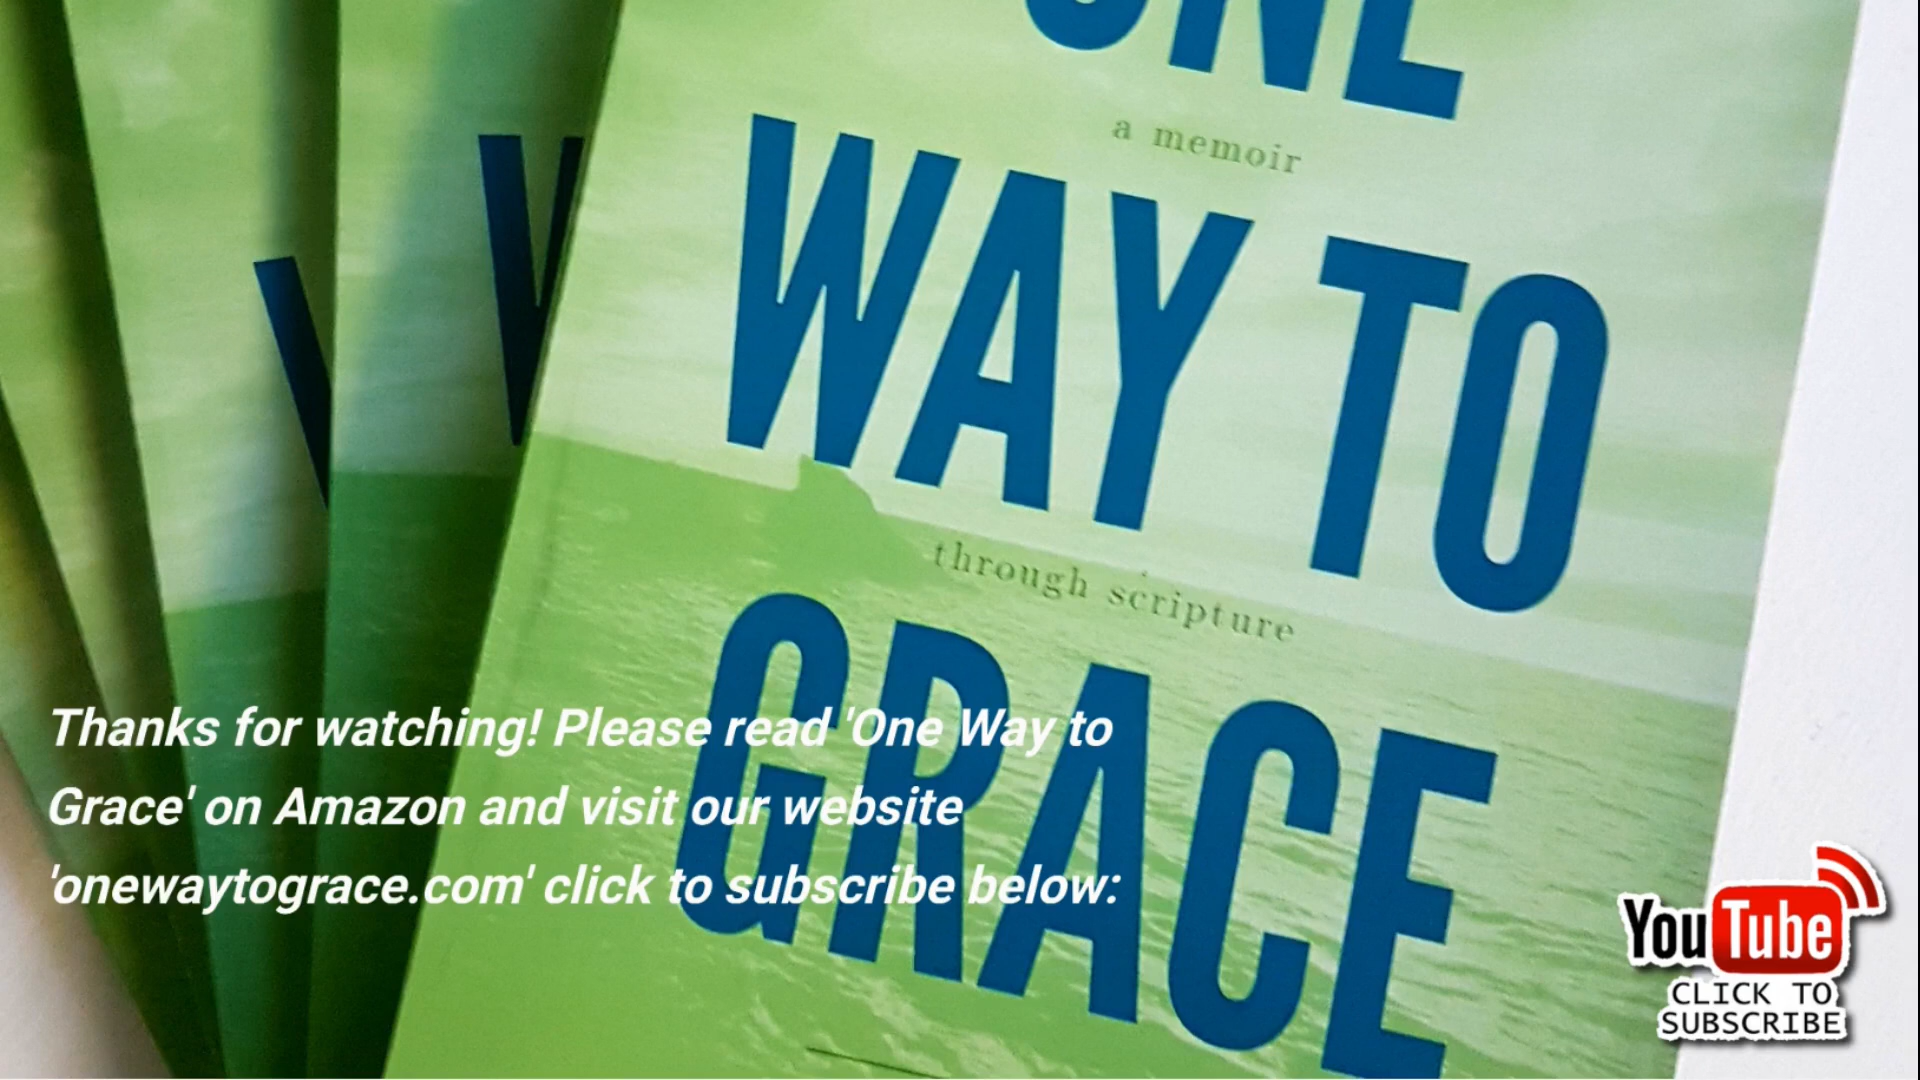 ONE
a memoir
WAY TO
through scripture
GRACE
W
W
Thanks for watching! Please read 'One Way to
Grace' on Amazon and visit our website
'onewaytograce.com' click to subscribe below:
YouTube
CLICK TO
SUBSCRIBE